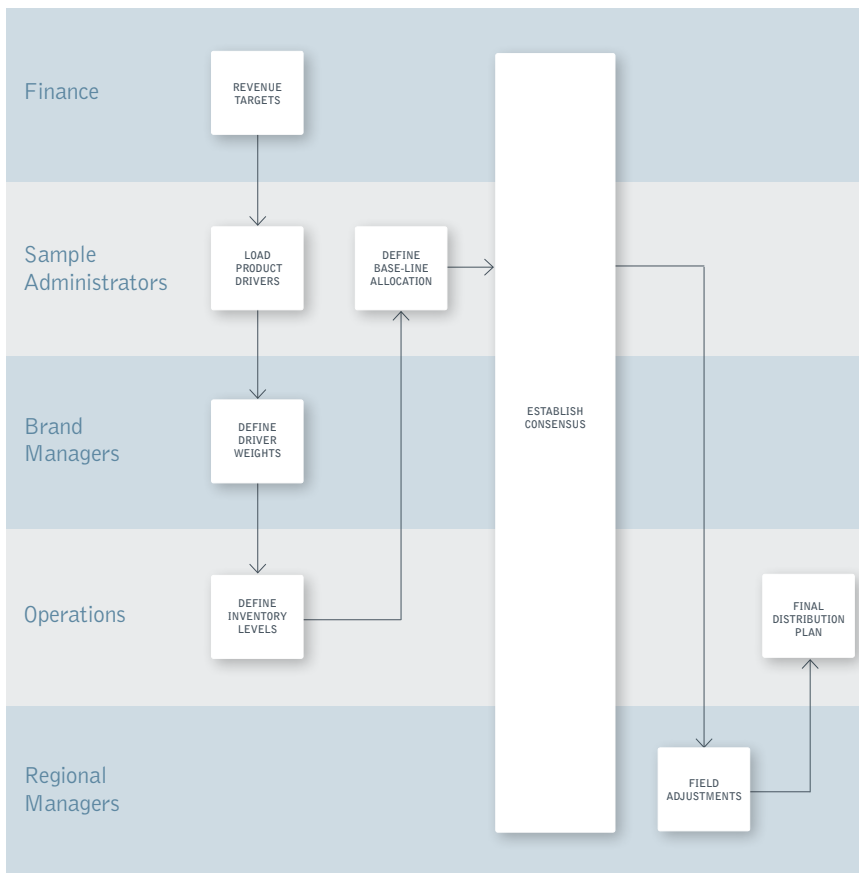 Finance
REVENUE
TARGETS
Sample
Administrators
LOAD
PRODUCT
DRIVERS
DEFINE
BASE-LINE
ALLOCATION
Brand
Managers
DEFINE
DRIVER
WEIGHTS
ESTABLISH
CONSENSUS
Operations
DEFINE
INVENTORY
LEVELS
FINAL
DISTRIBUTION
PLAN
Regional
Managers
FIELD
ADJUSTMENTS